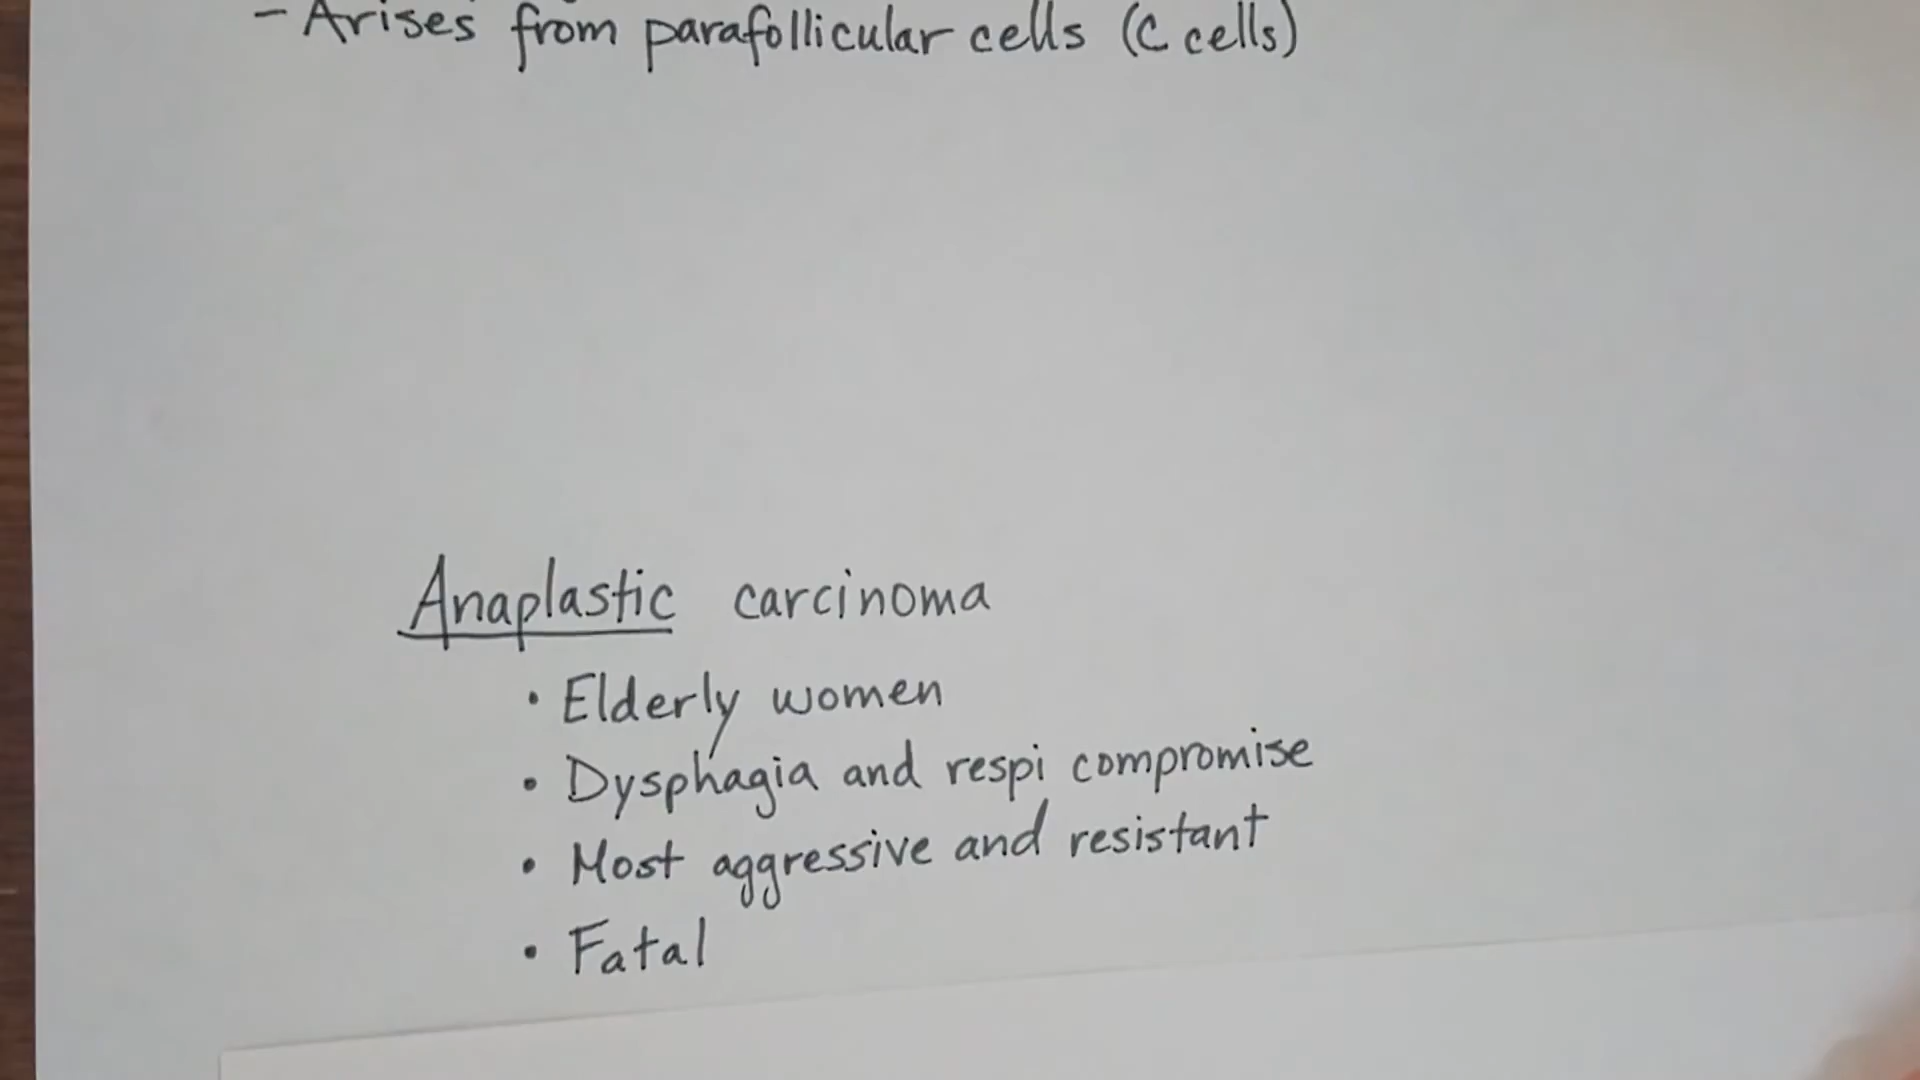 - Arises from parafollicular cells (C cells)
Anaplastic carcinoma
• Elderly women
• Dysphagia and respi compromise
• Most aggressive and resistant
• Fatal